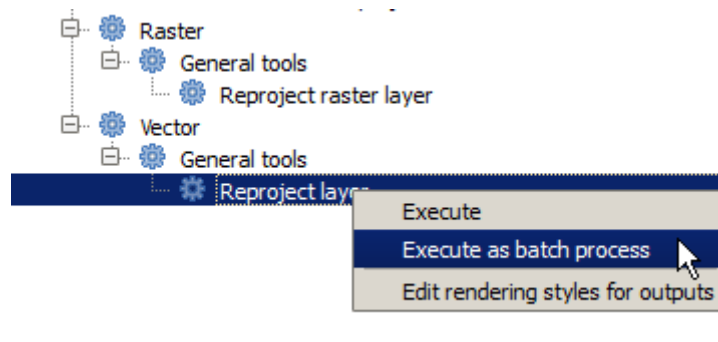 Raster
General tools
Reproject raster layer
Vector
General tools
Reproject layer
Execute
Execute as batch process
Edit rendering styles for outputs